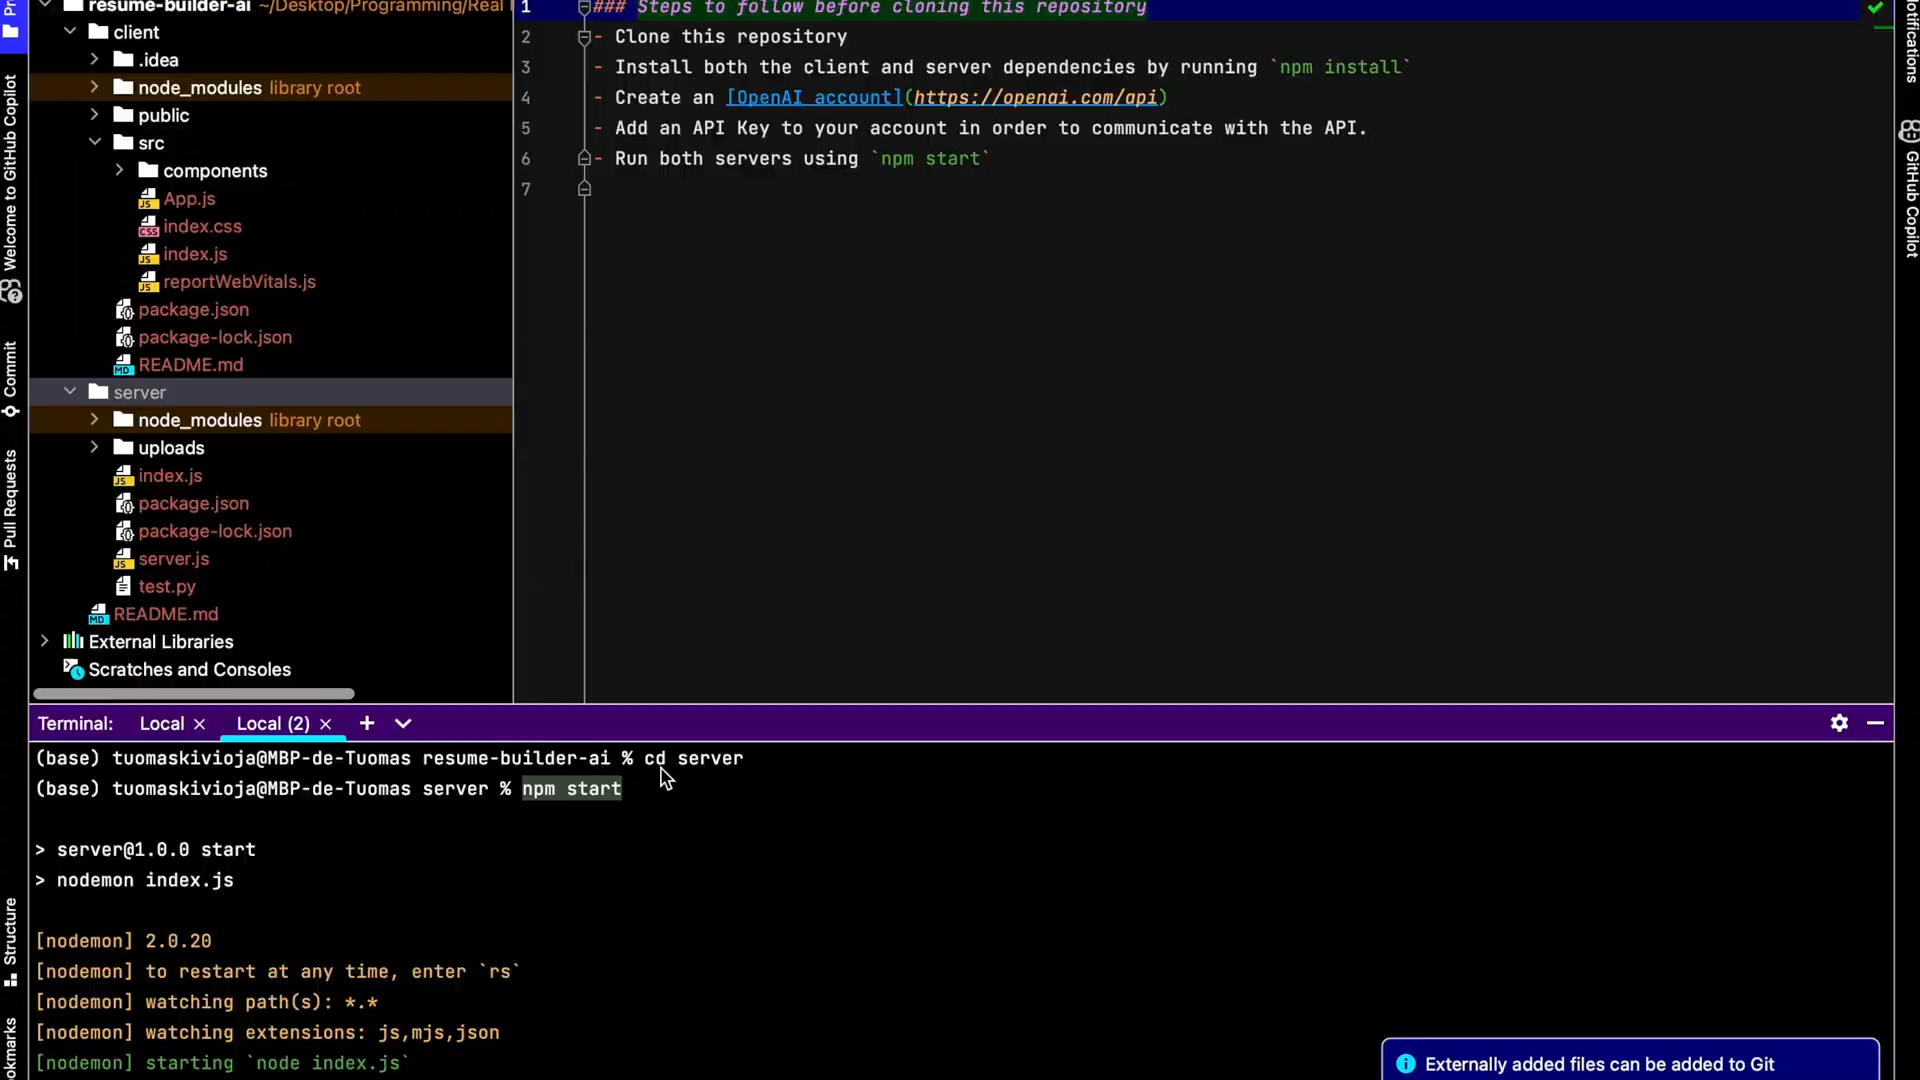 resume-builder-ai ~/Desktop/Programming/Real
client
.idea
node_modules library root
public
src
components
App.js
index.css
index.js
reportWebVitals.js
package.json
package-lock.json
README.md
server
node_modules library root
uploads
index.js
package.json
package-lock.json
server.js
test.py
README.md
External Libraries
Scratches and Consoles
1 ### Steps to follow before cloning this repository
2 - Clone this repository
3 - Install both the client and server dependencies by running `npm install`
4 - Create an [OpenAI account](https://openai.com/api)
5 - Add an API Key to your account in order to communicate with the API.
6 - Run both servers using `npm start`
7
Welcome to GitHub Copilot
Commit
Pull Requests
Structure
Notifications
GitHub Copilot
Terminal: Local × Local (2) ×
(base) tuomaskivioja@MBP-de-Tuomas resume-builder-ai % cd server
(base) tuomaskivioja@MBP-de-Tuomas server % npm start
> server@1.0.0 start
> nodemon index.js
[nodemon] 2.0.20
[nodemon] to restart at any time, enter `rs`
[nodemon] watching path(s): *.*
[nodemon] watching extensions: js,mjs,json
[nodemon] starting `node index.js`
Externally added files can be added to Git